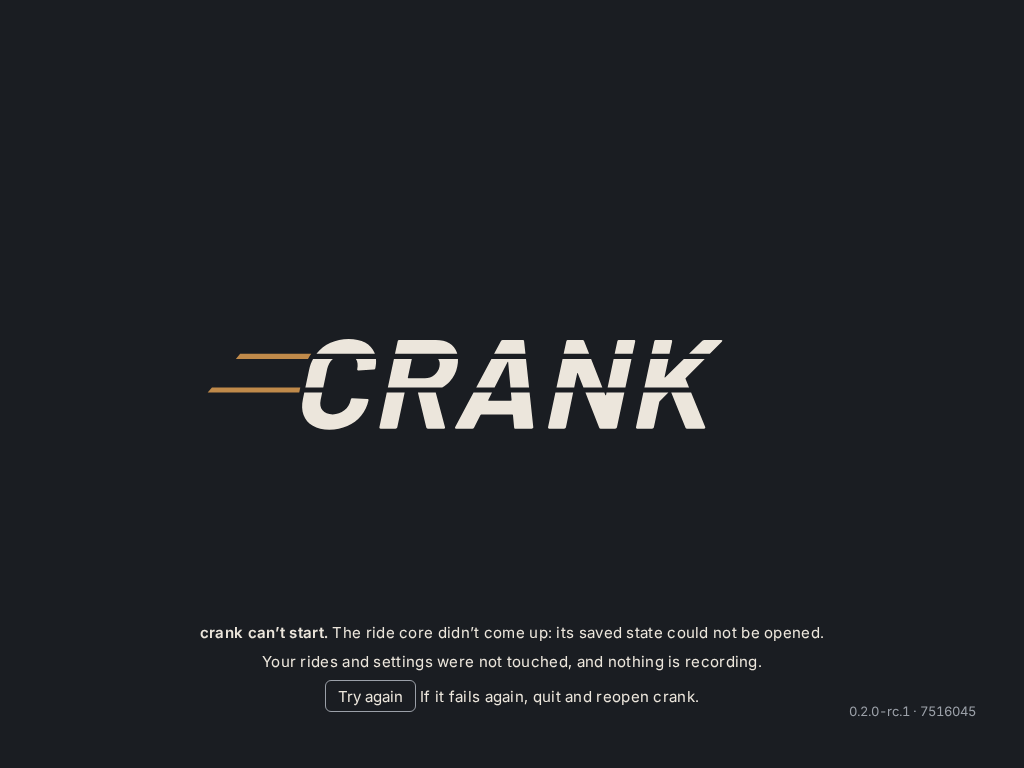 CRANK
crank can’t start. The ride core didn’t come up: its saved state could not be opened.
Your rides and settings were not touched, and nothing is recording.
Try again If it fails again, quit and reopen crank.
0.2.0-rc.1 · 7516045